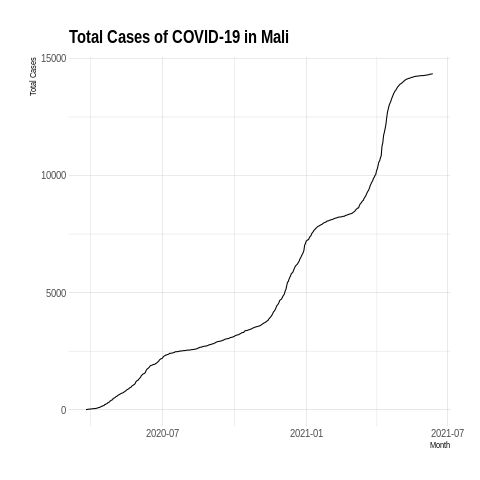 Total Cases of COVID-19 in Mali
Total Cases
15000
10000
5000
0
2020-07
2021-01
2021-07
Month